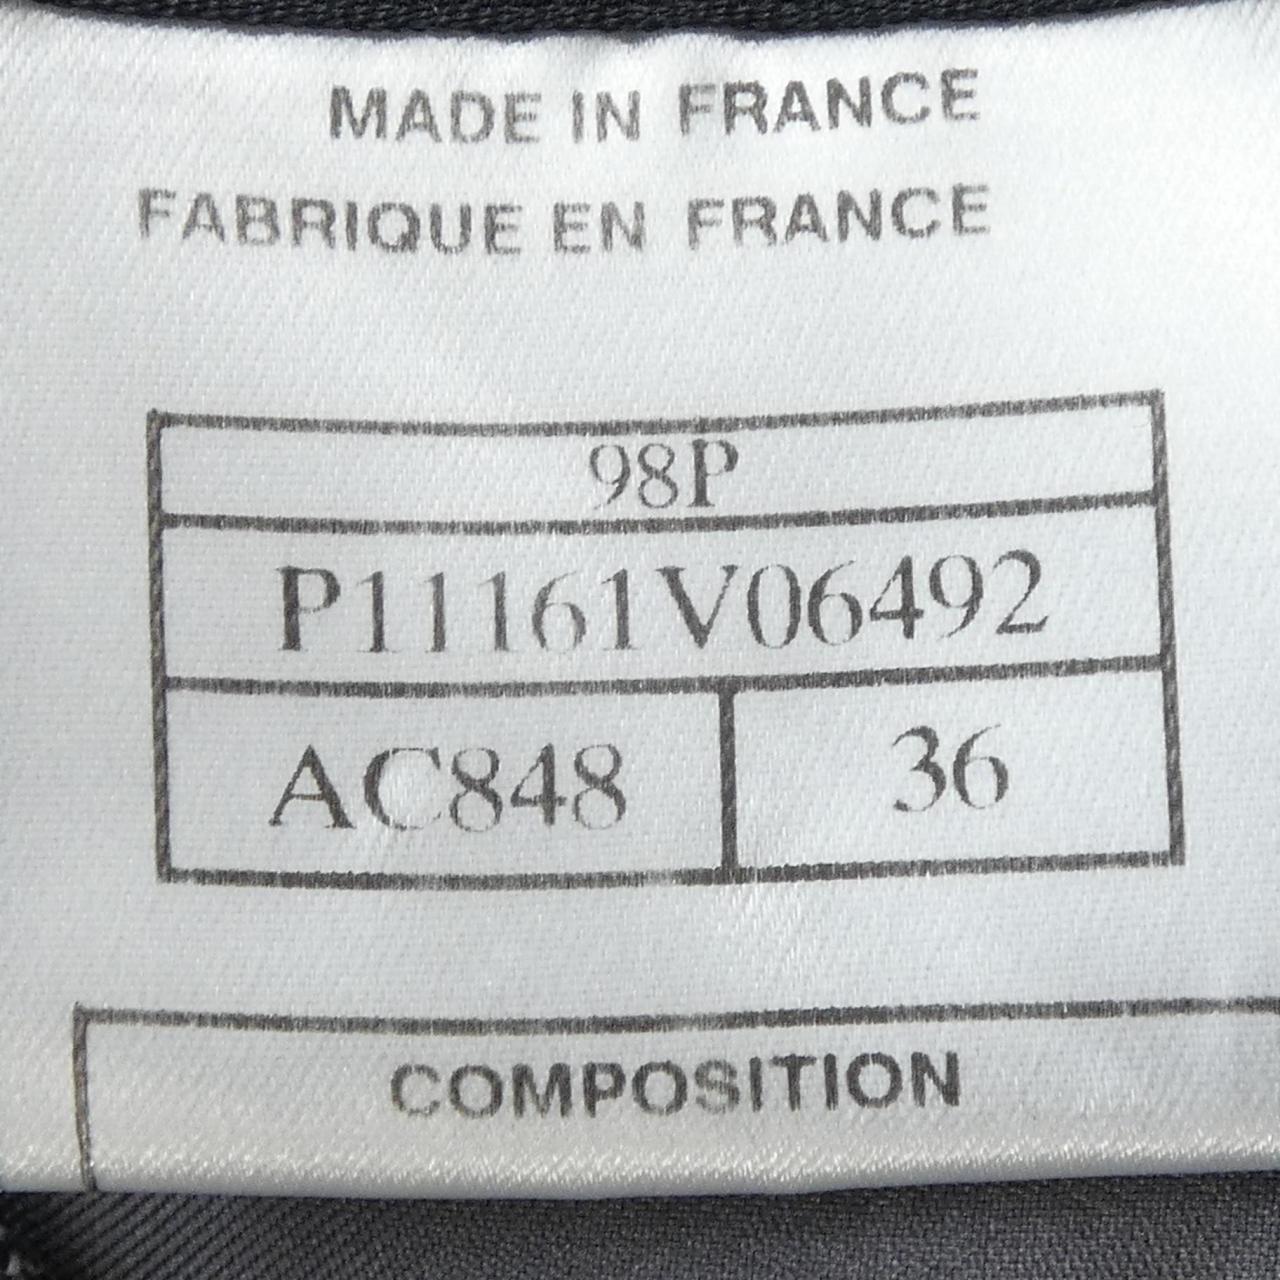 MADE IN FRANCE
FABRIQUE EN FRANCE
98P
P11161V06492
AC848 36
COMPOSITION